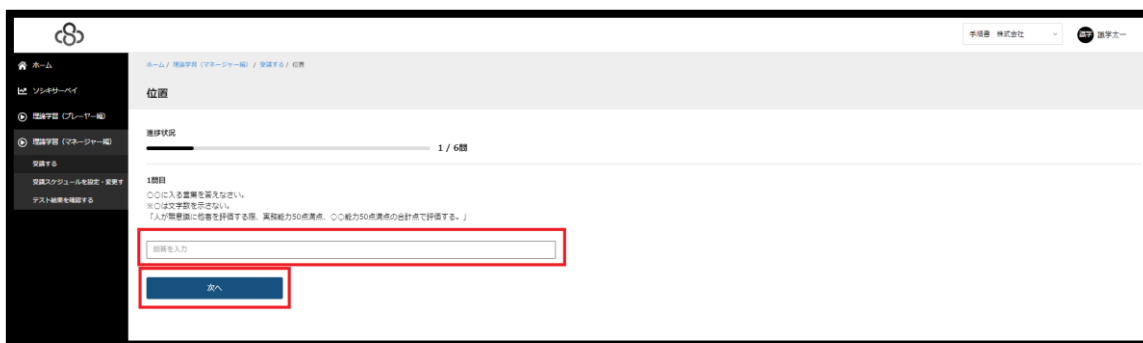 手順書 株式会社
識学 識学太一
ホーム
ソシキサーベイ
理論学習（プレーヤー編）
理論学習（マネージャー編）
受講する
受講スケジュールを設定・変更す
テスト結果を確認する
ホーム / 理論学習（マネージャー編） / 受講する / 位置
位置
進捗状況
1 / 6問
1問目
○○に入る言葉を答えなさい。
※○は文字数を示さない。
「人が無意識に他者を評価する際、実務能力50点満点、○○能力50点満点の合計点で評価する。」
回答を入力
次へ